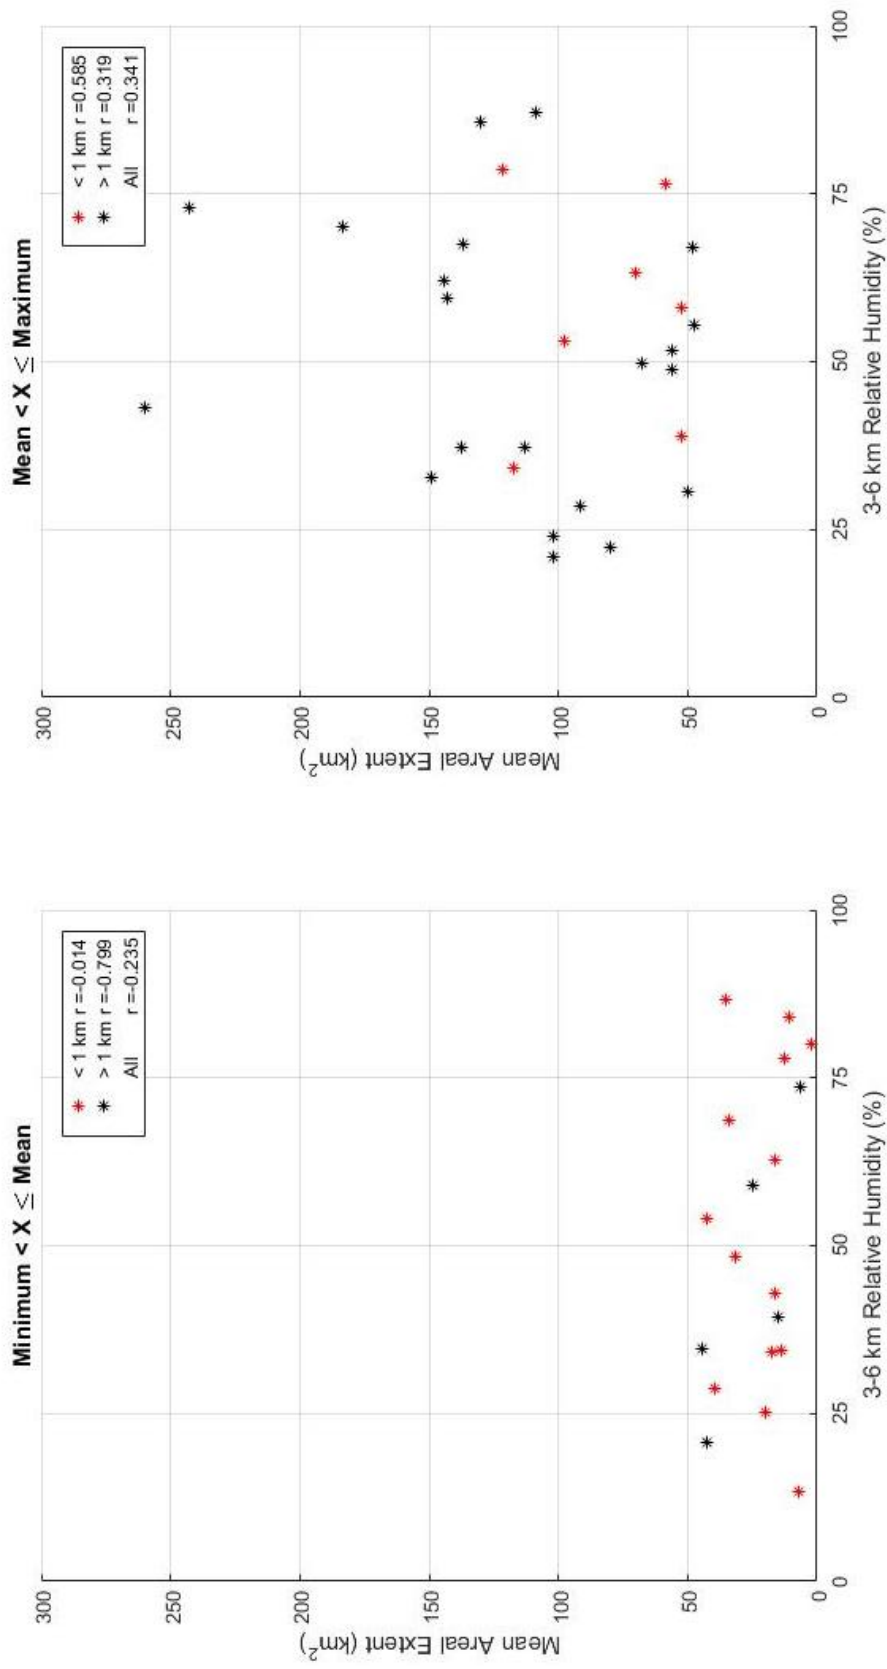 Minimum < X ≤ Mean
< 1 km r =-0.014
> 1 km r =-0.799
All r =-0.235
300
250
200
150
100
50
0
Mean Areal Extent (km²)
0
25
50
75
100
3-6 km Relative Humidity (%)
Mean < X ≤ Maximum
< 1 km r =0.585
> 1 km r =0.319
All r =0.341
300
250
200
150
100
50
0
Mean Areal Extent (km²)
0
25
50
75
100
3-6 km Relative Humidity (%)